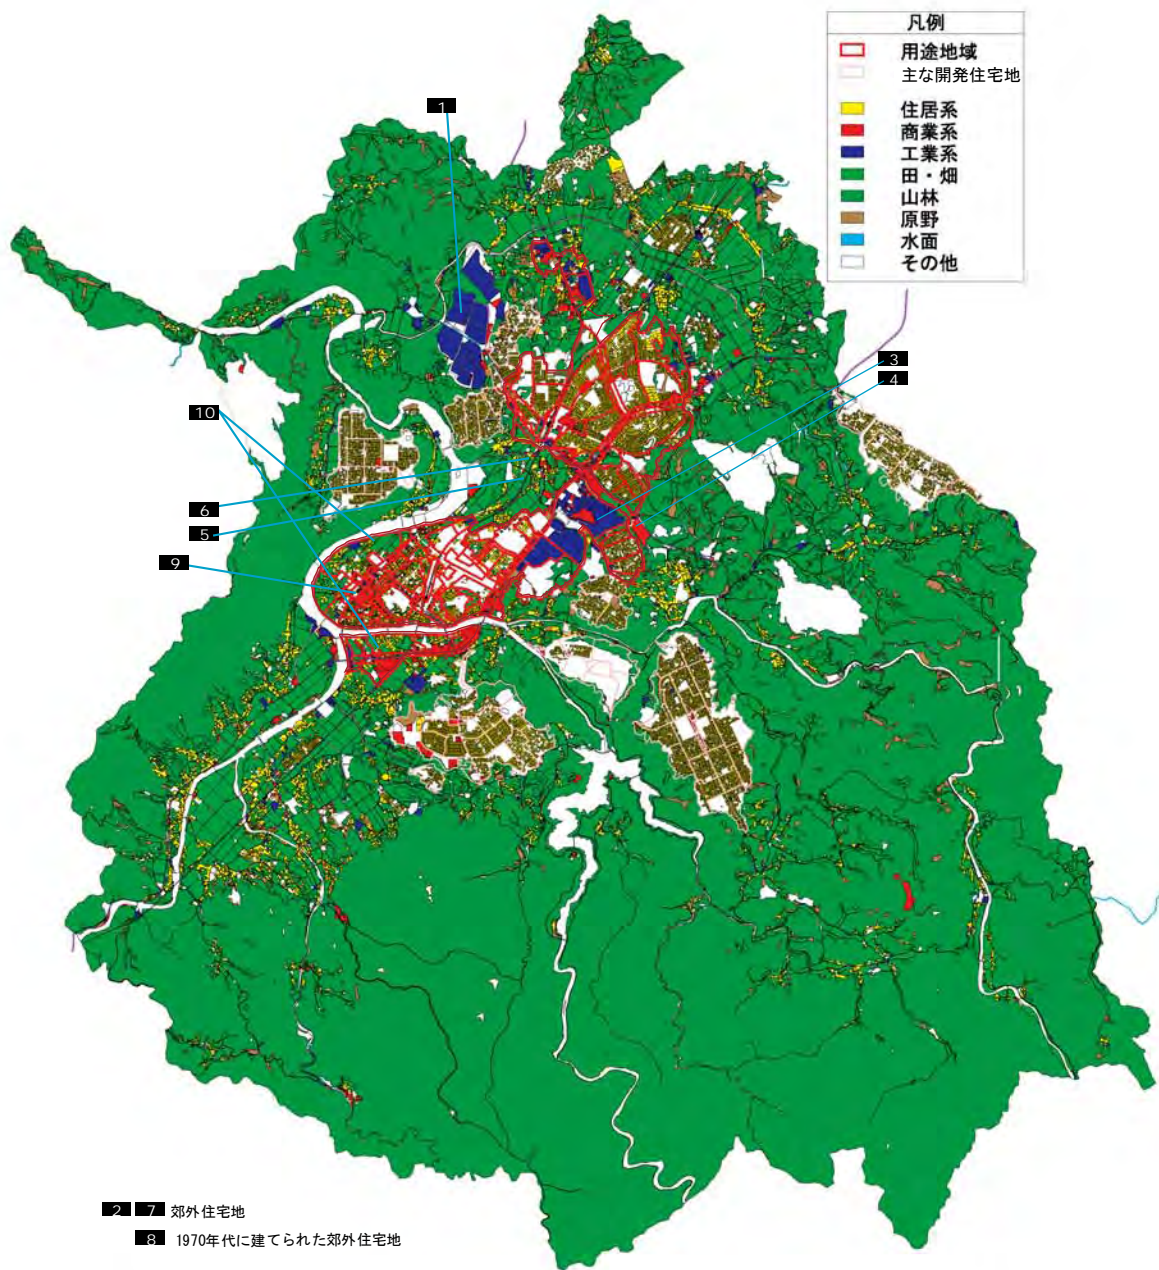 凡例
用途地域
主な開発住宅地
住居系
商業系
工業系
田・畑
山林
原野
水面
その他
1
3
4
10
6
5
9
2 7 郊外住宅地
8 1970年代に建てられた郊外住宅地